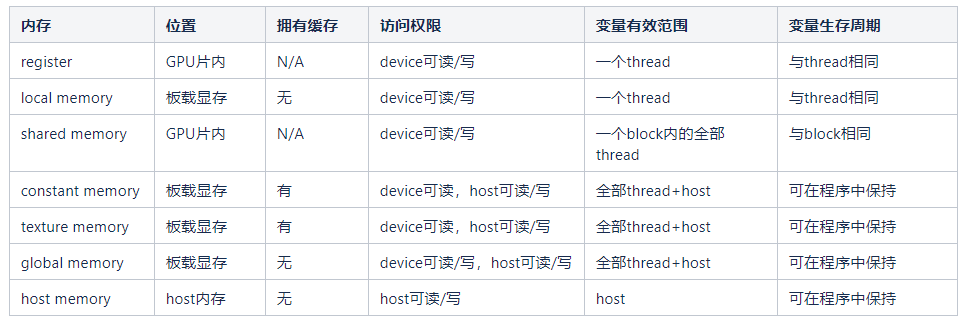 内存 位置 拥有缓存 访问权限 变量有效范围 变量生存周期
register GPU片内 N/A device可读/写 一个thread 与thread相同
local memory 板载显存 无 device可读/写 一个thread 与thread相同
shared memory GPU片内 N/A device可读/写 一个block内的全部 与block相同
thread
constant memory 板载显存 有 device可读，host可读/写 全部thread+host 可在程序中保持
texture memory 板载显存 有 device可读，host可读/写 全部thread+host 可在程序中保持
global memory 板载显存 无 device可读/写，host可读/写 全部thread+host 可在程序中保持
host memory host内存 无 host可读/写 host 可在程序中保持